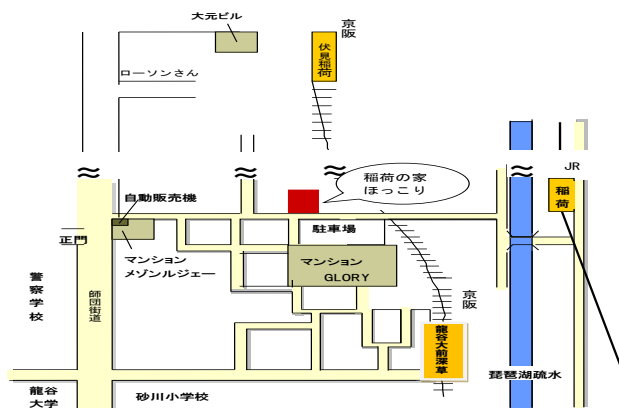 大元ビル
京阪
伏見稲荷
ローソンさん
JR
稲荷
稲荷の家
ほっこり
自動販売機
正門
駐車場
マンション
メゾンルジェー
マンション
GLORY
警察学校
師団街道
京阪
龍谷大前深草
琵琶湖疏水
龍谷
大学
砂川小学校